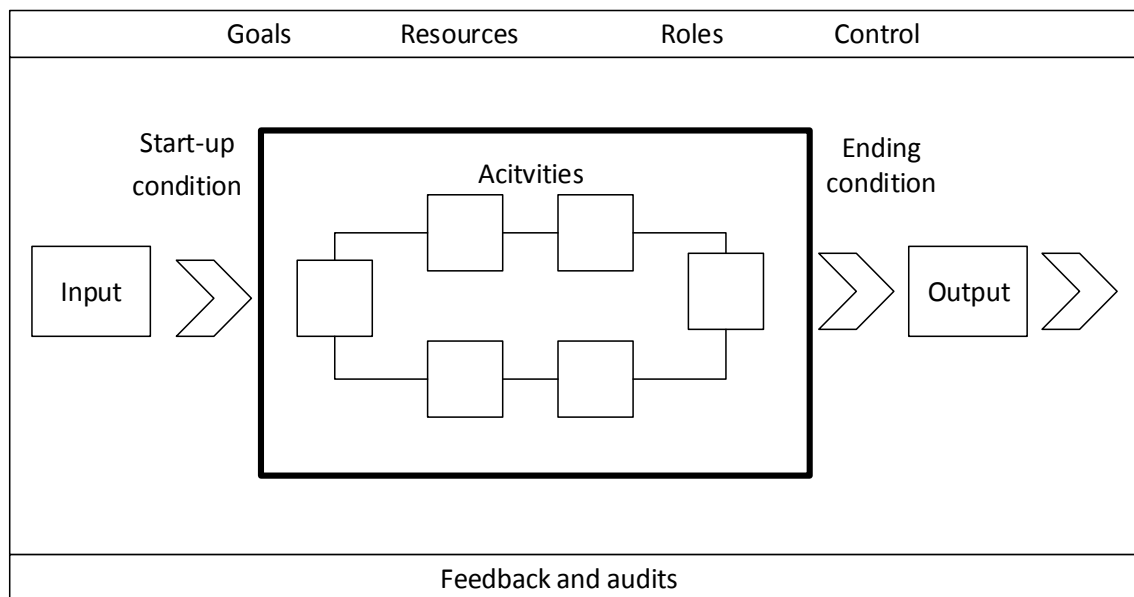 Goals Resources Roles Control
Start-up
condition
Ending
condition
Acitvities
Input
Output
Feedback and audits